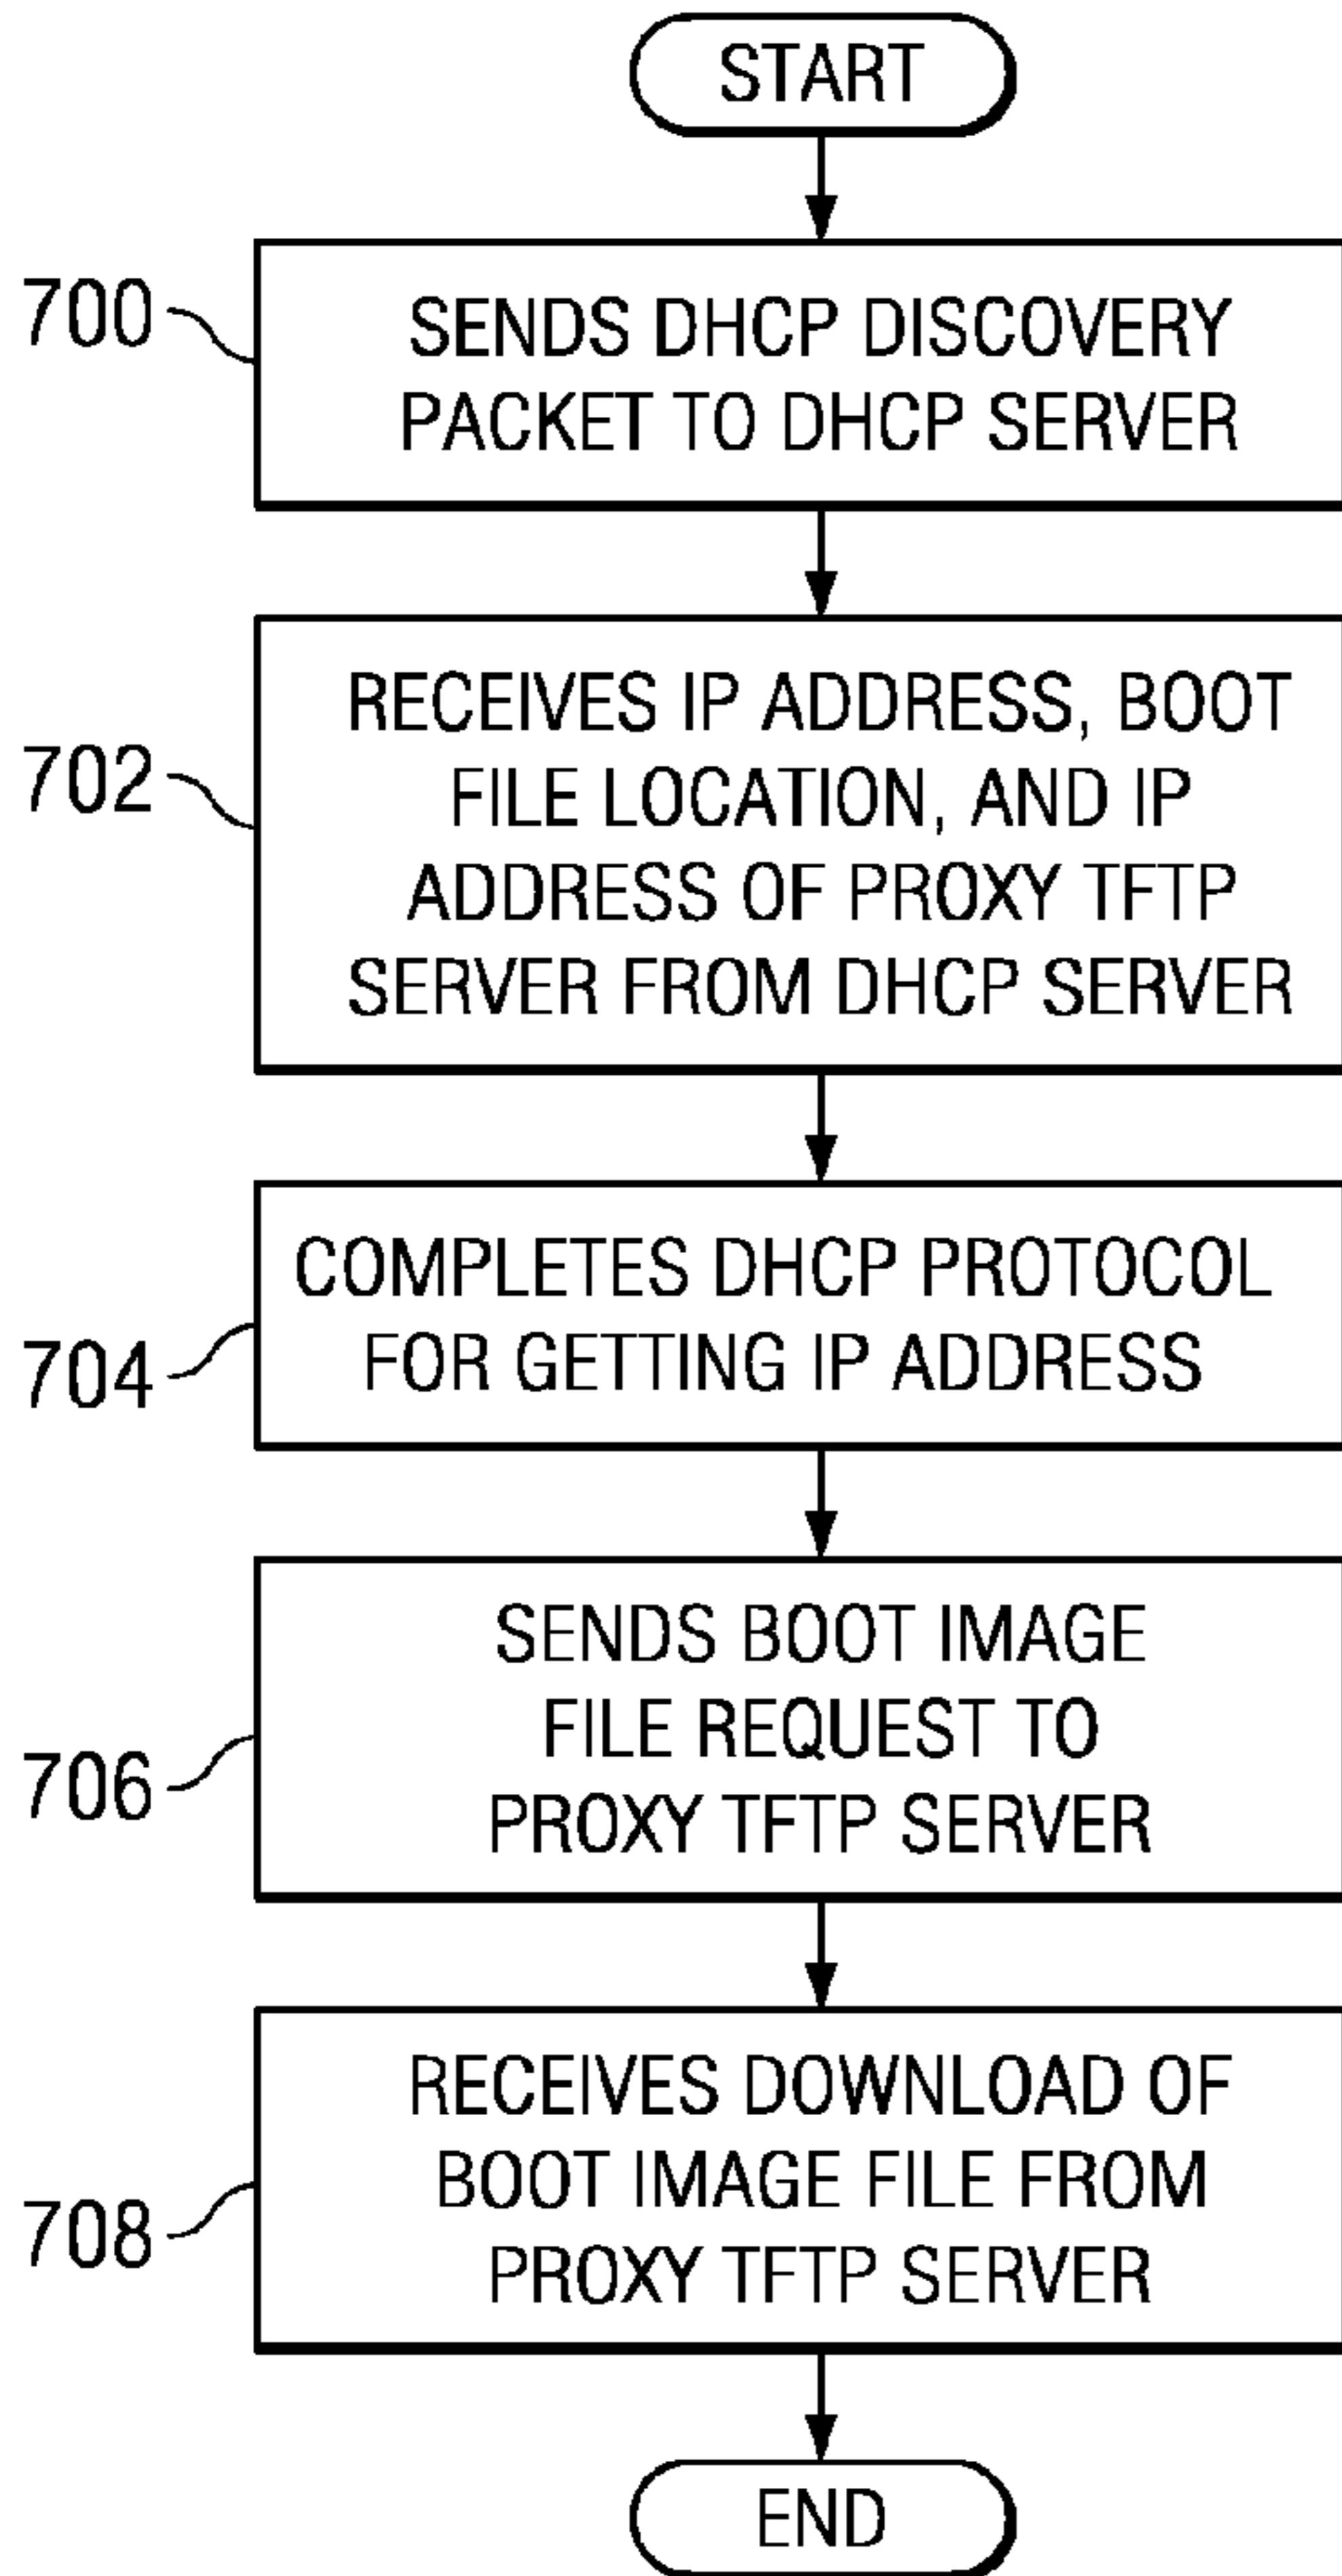 START
700
SENDS DHCP DISCOVERY
PACKET TO DHCP SERVER
702
RECEIVES IP ADDRESS, BOOT
FILE LOCATION, AND IP
ADDRESS OF PROXY TFTP
SERVER FROM DHCP SERVER
704
COMPLETES DHCP PROTOCOL
FOR GETTING IP ADDRESS
706
SENDS BOOT IMAGE
FILE REQUEST TO
PROXY TFTP SERVER
708
RECEIVES DOWNLOAD OF
BOOT IMAGE FILE FROM
PROXY TFTP SERVER
END